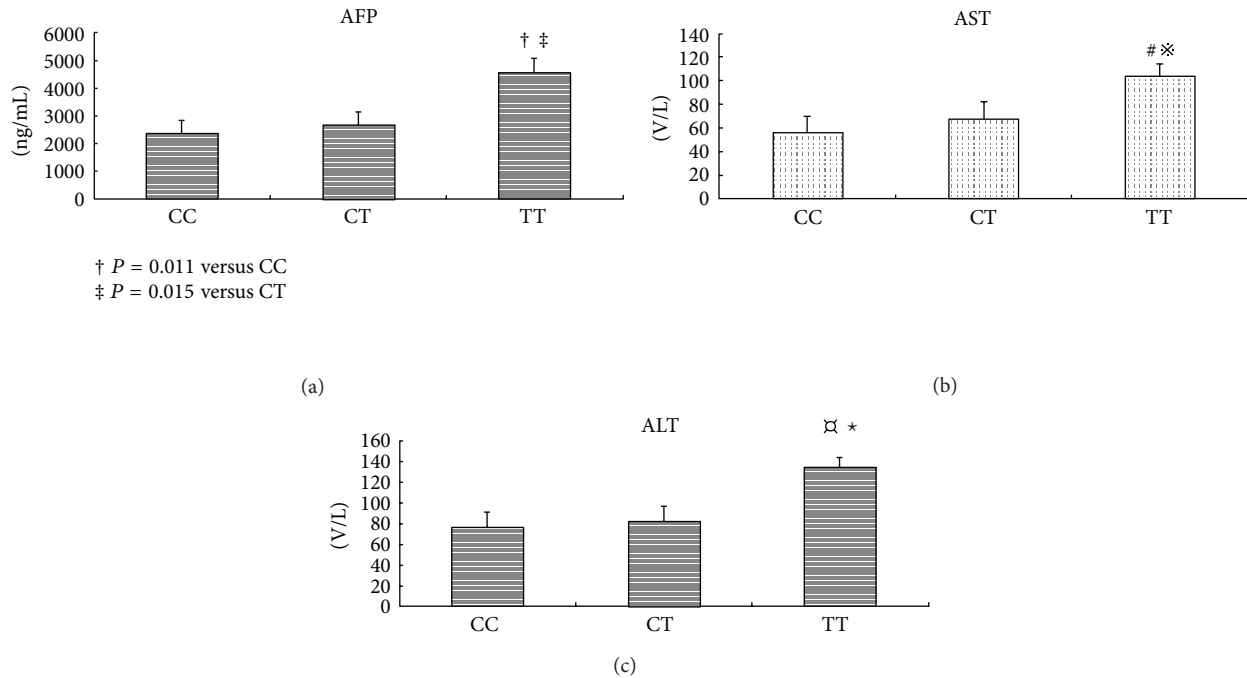 AFP
6000
5000
4000
3000
2000
1000
0
(ng/mL)
† ‡
CC CT TT
† P = 0.011 versus CC
‡ P = 0.015 versus CT
(a)
AST
140
120
100
80
60
40
20
0
(V/L)
# ※
CC CT TT
(b)
ALT
160
140
120
100
80
60
40
20
0
(V/L)
¤ ⋆
CC CT TT
(c)